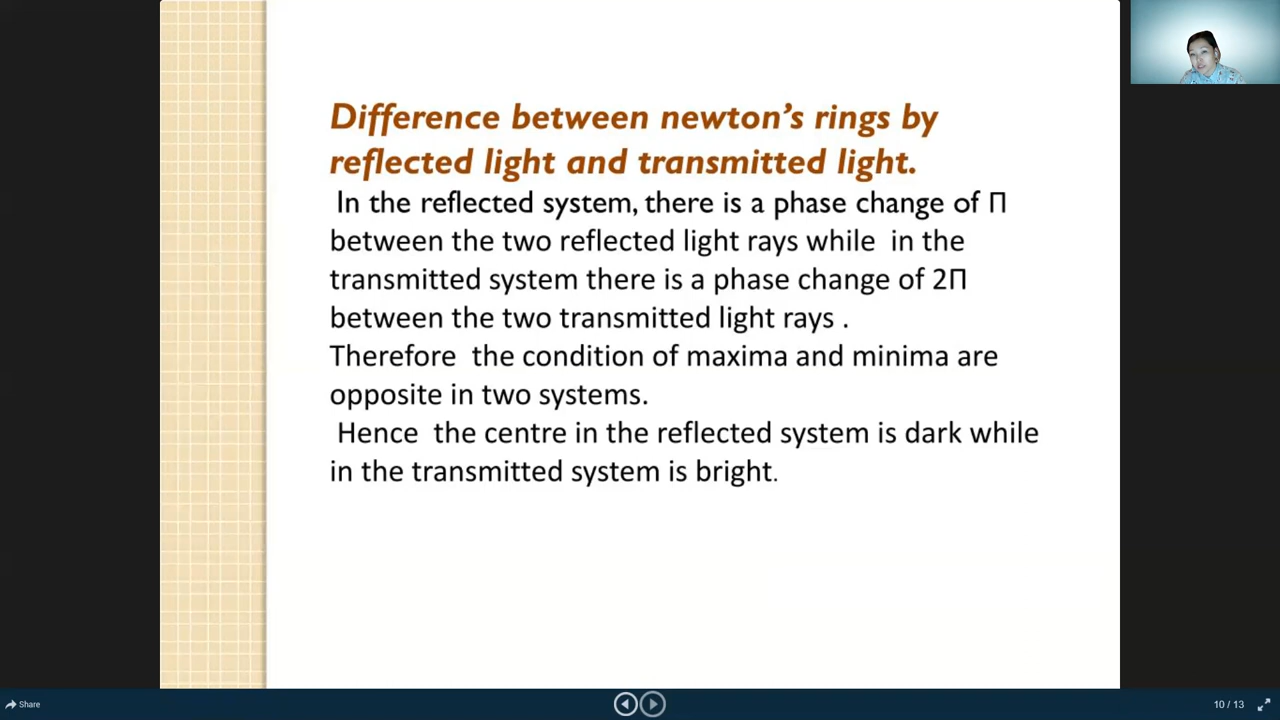 Difference between newton's rings by
reflected light and transmitted light.
In the reflected system, there is a phase change of Π
between the two reflected light rays while in the
transmitted system there is a phase change of 2Π
between the two transmitted light rays .
Therefore the condition of maxima and minima are
opposite in two systems.
Hence the centre in the reflected system is dark while
in the transmitted system is bright.
Share
10 / 13